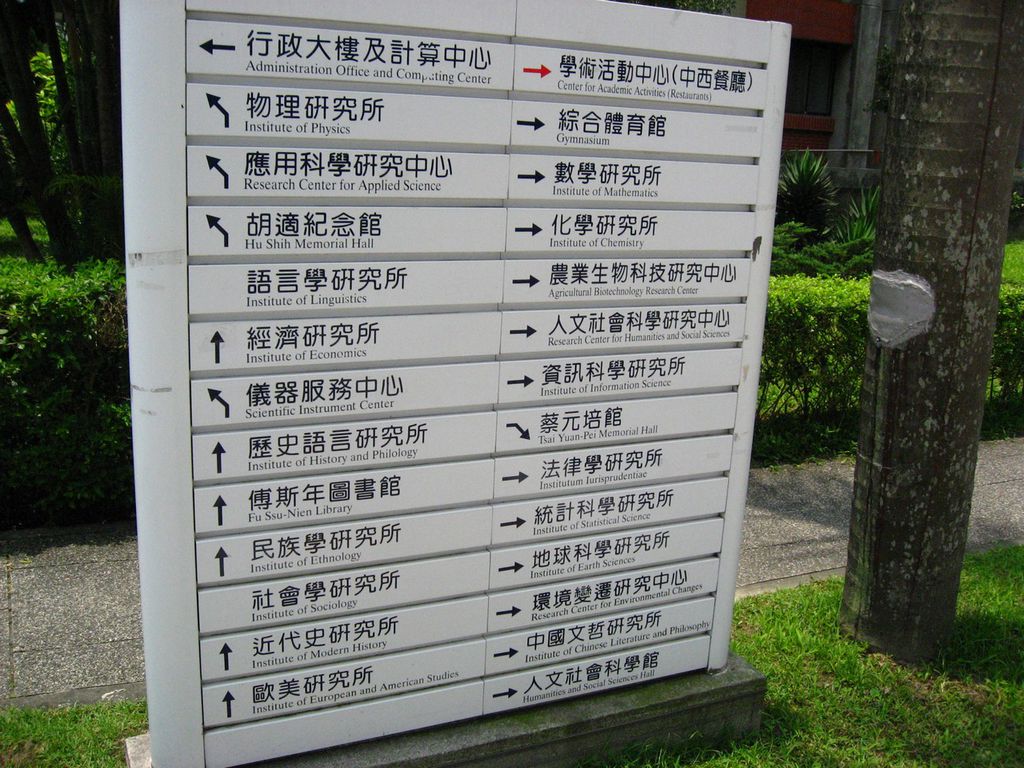 行政大樓及計算中心
Administration Office and Computing Center
物理研究所
Institute of Physics
應用科學研究中心
Research Center for Applied Science
胡適紀念館
Hu Shih Memorial Hall
語言學研究所
Institute of Linguistics
經濟研究所
Institute of Economics
儀器服務中心
Scientific Instrument Center
歷史語言研究所
Institute of History and Philology
傅斯年圖書館
Fu Ssu-Nien Library
民族學研究所
Institute of Ethnology
社會學研究所
Institute of Sociology
近代史研究所
Institute of Modern History
歐美研究所
Institute of European and American Studies
學術活動中心(中西餐廳)
Center for Academic Activities (Restaurants)
綜合體育館
Gymnasium
數學研究所
Institute of Mathematics
化學研究所
Institute of Chemistry
農業生物科技研究中心
Agricultural Biotechnology Research Center
人文社會科學研究中心
Research Center for Humanities and Social Sciences
資訊科學研究所
Institute of Information Science
蔡元培館
Tsai Yuan-Pei Memorial Hall
法律學研究所
Institutum Iurisprudentiae
統計科學研究所
Institute of Statistical Science
地球科學研究所
Institute of Earth Sciences
環境變遷研究中心
Research Center for Environmental Changes
中國文哲研究所
Institute of Chinese Literature and Philosophy
人文社會科學館
Humanities and Social Sciences Hall